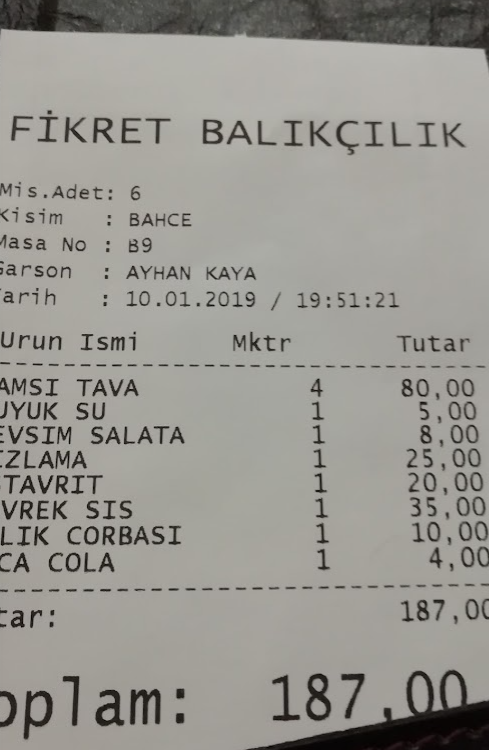 FİKRET BALIKÇILIK
Mis.Adet: 6
Kisim : BAHCE
Masa No : B9
Garson : AYHAN KAYA
Tarih : 10.01.2019 / 19:51:21
Urun Ismi Mktr Tutar
AMSI TAVA 4 80,00
UYUK SU 1 5,00
EVSIM SALATA 1 8,00
IZLAMA 1 25,00
STAVRIT 1 20,00
VREK SIS 1 35,00
LIK CORBASI 1 10,00
CA COLA 1 4,00
tar: 187,00
oplam: 187,00